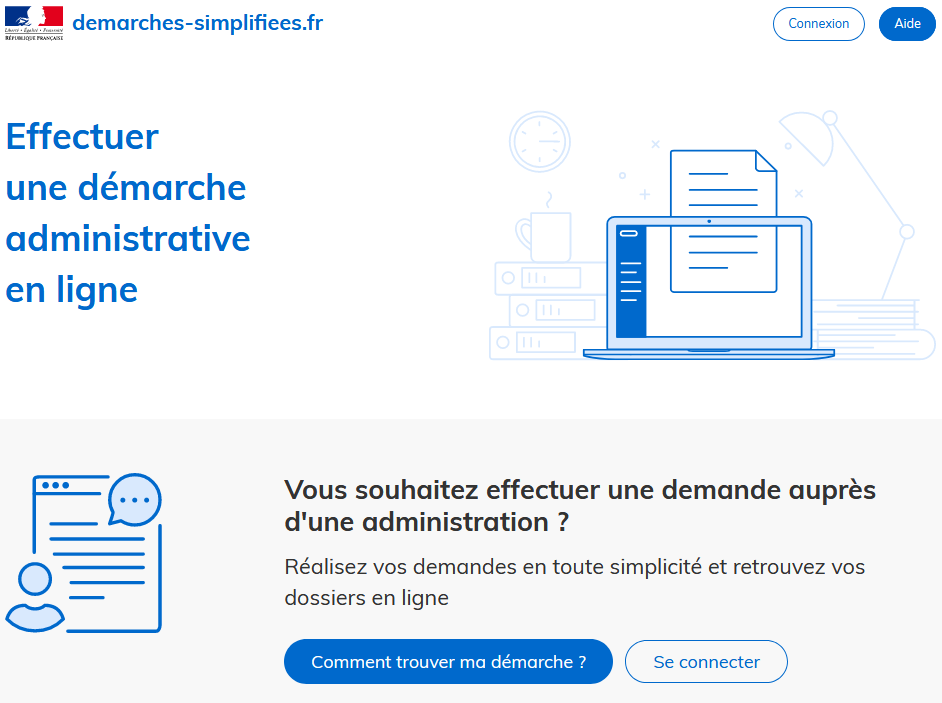 demarches-simplifiees.fr
Connexion
Aide
Liberté • Égalité • Fraternité
RÉPUBLIQUE FRANÇAISE
Effectuer
une démarche
administrative
en ligne
Vous souhaitez effectuer une demande auprès
d'une administration ?
Réalisez vos demandes en toute simplicité et retrouvez vos
dossiers en ligne
Comment trouver ma démarche ?
Se connecter